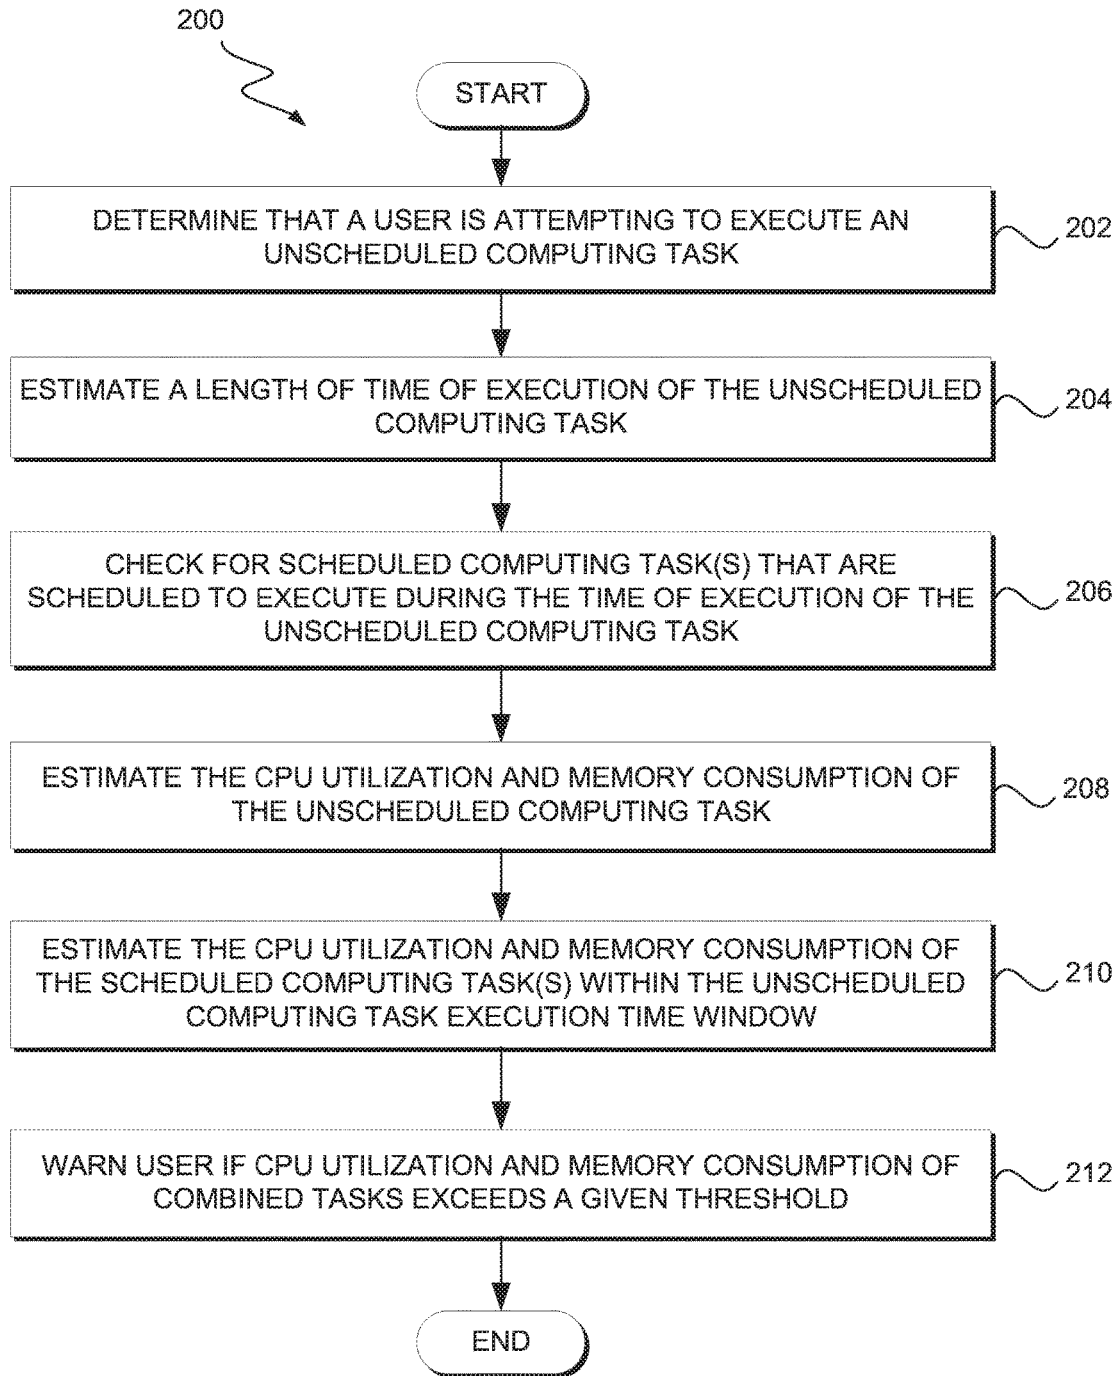 200
START
DETERMINE THAT A USER IS ATTEMPTING TO EXECUTE AN
UNSCHEDULED COMPUTING TASK
202
ESTIMATE A LENGTH OF TIME OF EXECUTION OF THE UNSCHEDULED
COMPUTING TASK
204
CHECK FOR SCHEDULED COMPUTING TASK(S) THAT ARE
SCHEDULED TO EXECUTE DURING THE TIME OF EXECUTION OF THE
UNSCHEDULED COMPUTING TASK
206
ESTIMATE THE CPU UTILIZATION AND MEMORY CONSUMPTION OF
THE UNSCHEDULED COMPUTING TASK
208
ESTIMATE THE CPU UTILIZATION AND MEMORY CONSUMPTION OF
THE SCHEDULED COMPUTING TASK(S) WITHIN THE UNSCHEDULED
COMPUTING TASK EXECUTION TIME WINDOW
210
WARN USER IF CPU UTILIZATION AND MEMORY CONSUMPTION OF
COMBINED TASKS EXCEEDS A GIVEN THRESHOLD
212
END